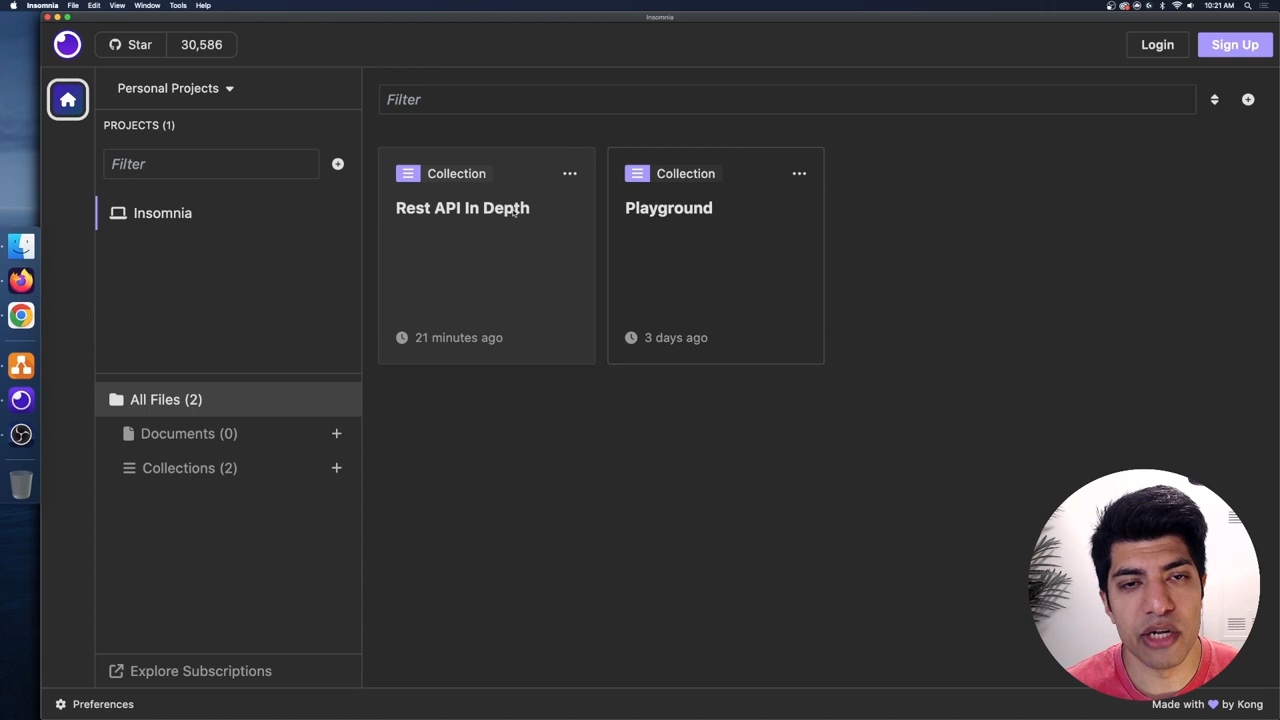 Insomnia File Edit View Window Tools Help
10:21 AM
Insomnia
Star 30,586
Login Sign Up
Personal Projects
PROJECTS (1)
Filter
Insomnia
All Files (2)
Documents (0) +
Collections (2) +
Explore Subscriptions
Filter
Collection ...
Rest API In Depth
21 minutes ago
Collection ...
Playground
3 days ago
Preferences
Made with 💜 by Kong